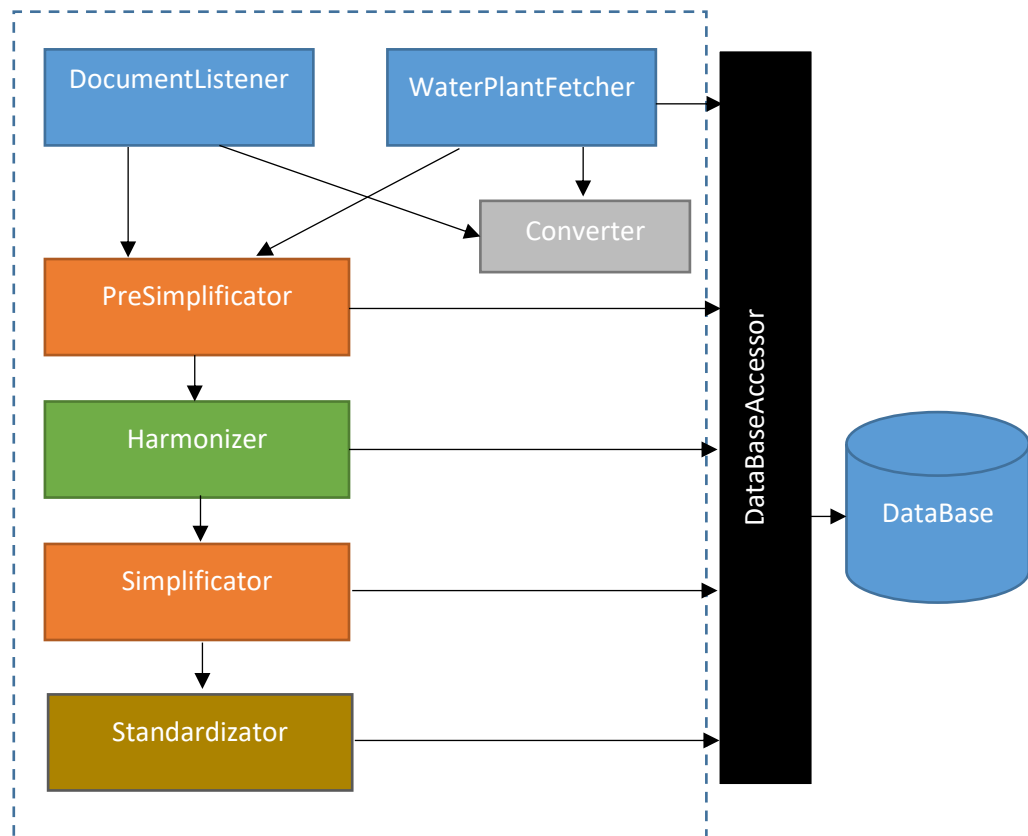 DocumentListener
WaterPlantFetcher
Converter
PreSimplificator
Harmonizer
Simplificator
Standardizator
DataBaseAccessor
DataBase